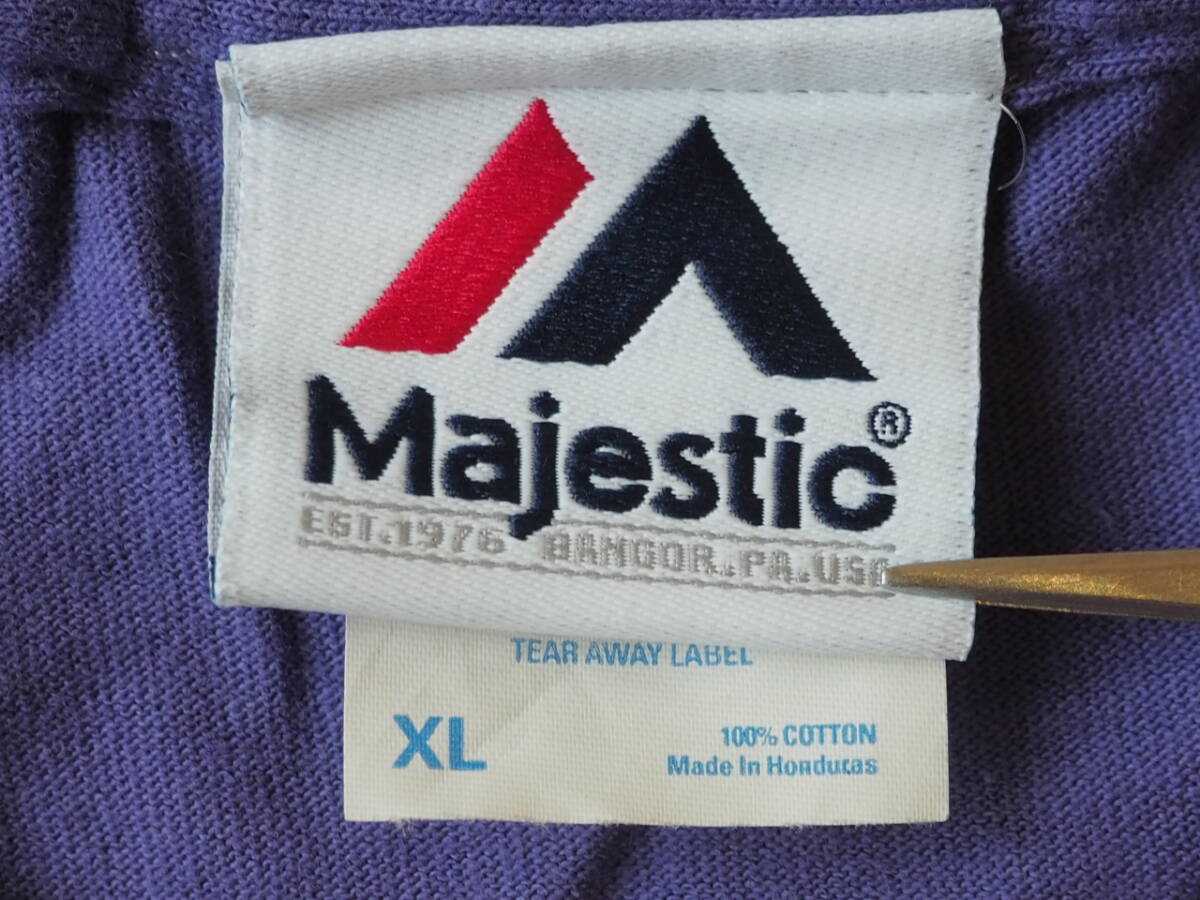 Majestic®
EST.1976 BANGOR.PA.USA
TEAR AWAY LABEL
XL
100% COTTON
Made In Honduras